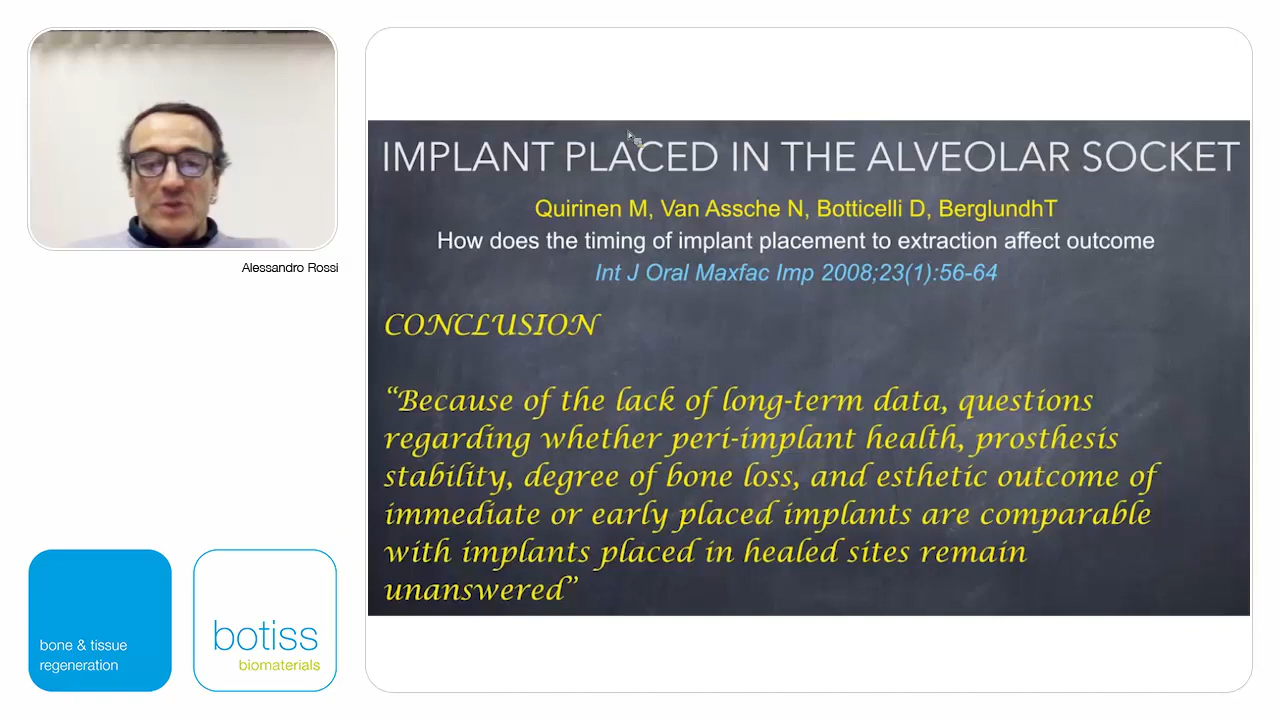 Alessandro Rossi
IMPLANT PLACED IN THE ALVEOLAR SOCKET
Quirinen M, Van Assche N, Botticelli D, BerglundhT
How does the timing of implant placement to extraction affect outcome
Int J Oral Maxfac Imp 2008;23(1):56-64
CONCLUSION
“Because of the lack of long-term data, questions
regarding whether peri-implant health, prosthesis
stability, degree of bone loss, and esthetic outcome of
immediate or early placed implants are comparable
with implants placed in healed sites remain
unanswered”
bone & tissue
regeneration
botiss
biomaterials